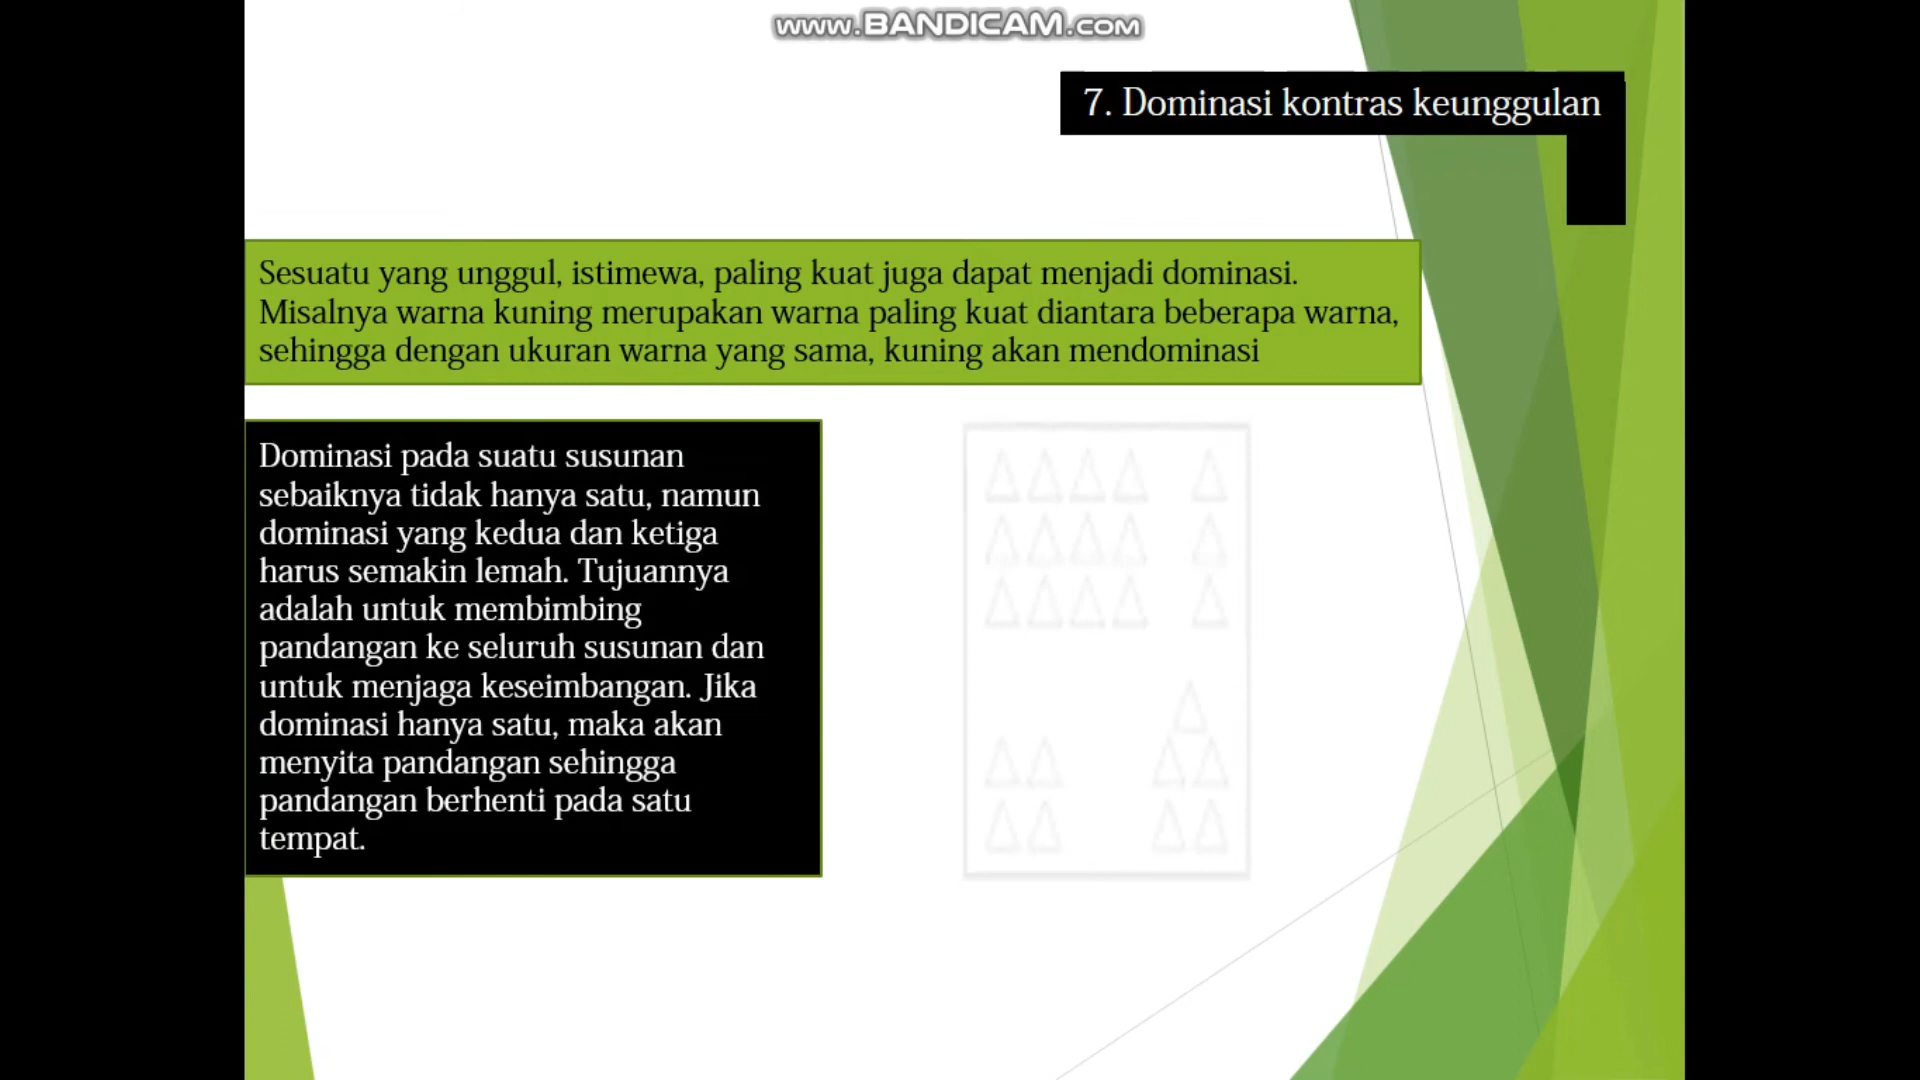 www.BANDICAM.com
7. Dominasi kontras keunggulan
Sesuatu yang unggul, istimewa, paling kuat juga dapat menjadi dominasi.
Misalnya warna kuning merupakan warna paling kuat diantara beberapa warna,
sehingga dengan ukuran warna yang sama, kuning akan mendominasi
Dominasi pada suatu susunan
sebaiknya tidak hanya satu, namun
dominasi yang kedua dan ketiga
harus semakin lemah. Tujuannya
adalah untuk membimbing
pandangan ke seluruh susunan dan
untuk menjaga keseimbangan. Jika
dominasi hanya satu, maka akan
menyita pandangan sehingga
pandangan berhenti pada satu
tempat.